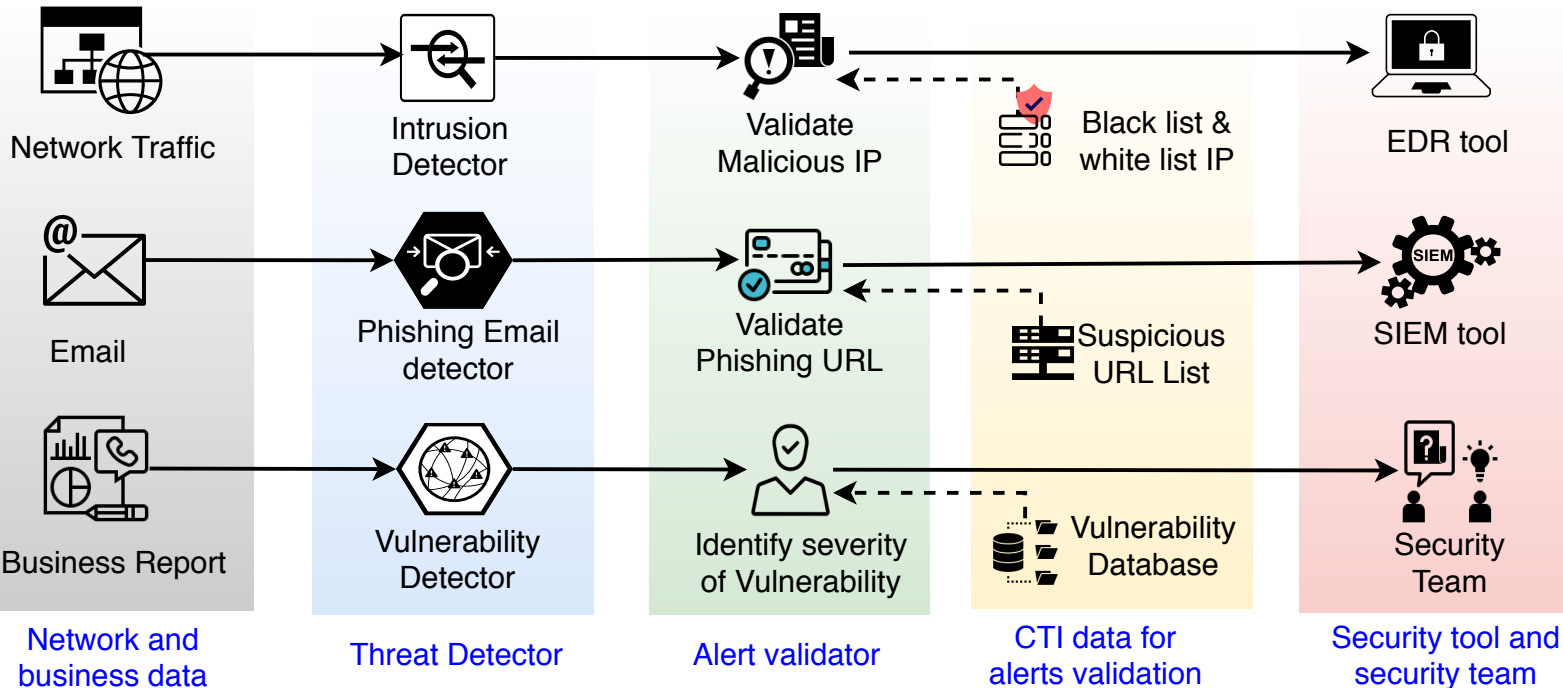 Network Traffic
Intrusion
Detector
Validate
Malicious IP
Black list &
white list IP
EDR tool
@
Email
Phishing Email
detector
Validate
Phishing URL
Suspicious
URL List
SIEM
SIEM tool
Business Report
Vulnerability
Detector
Identify severity
of Vulnerability
Vulnerability
Database
?
Security
Team
Network and
business data
Threat Detector
Alert validator
CTI data for
alerts validation
Security tool and
security team